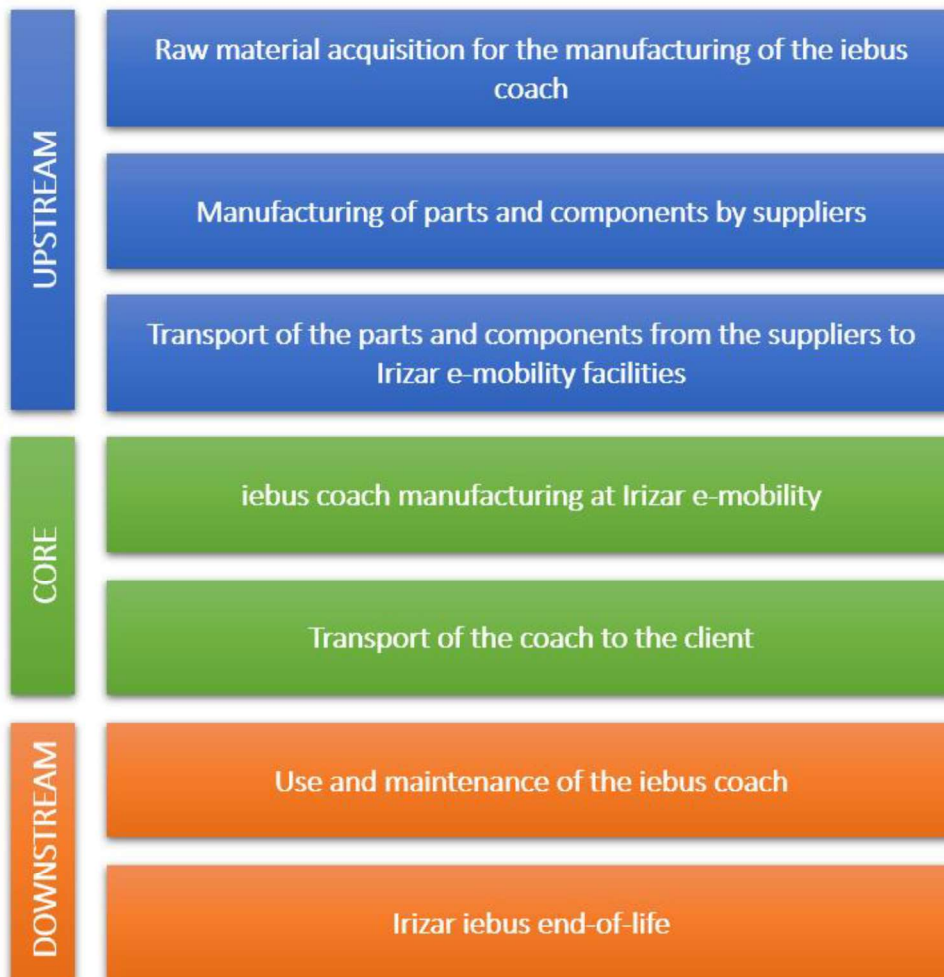 UPSTREAM
Raw material acquisition for the manufacturing of the iebus
coach
Manufacturing of parts and components by suppliers
Transport of the parts and components from the suppliers to
Irizar e-mobility facilities
CORE
iebus coach manufacturing at Irizar e-mobility
Transport of the coach to the client
DOWNSTREAM
Use and maintenance of the iebus coach
Irizar iebus end-of-life